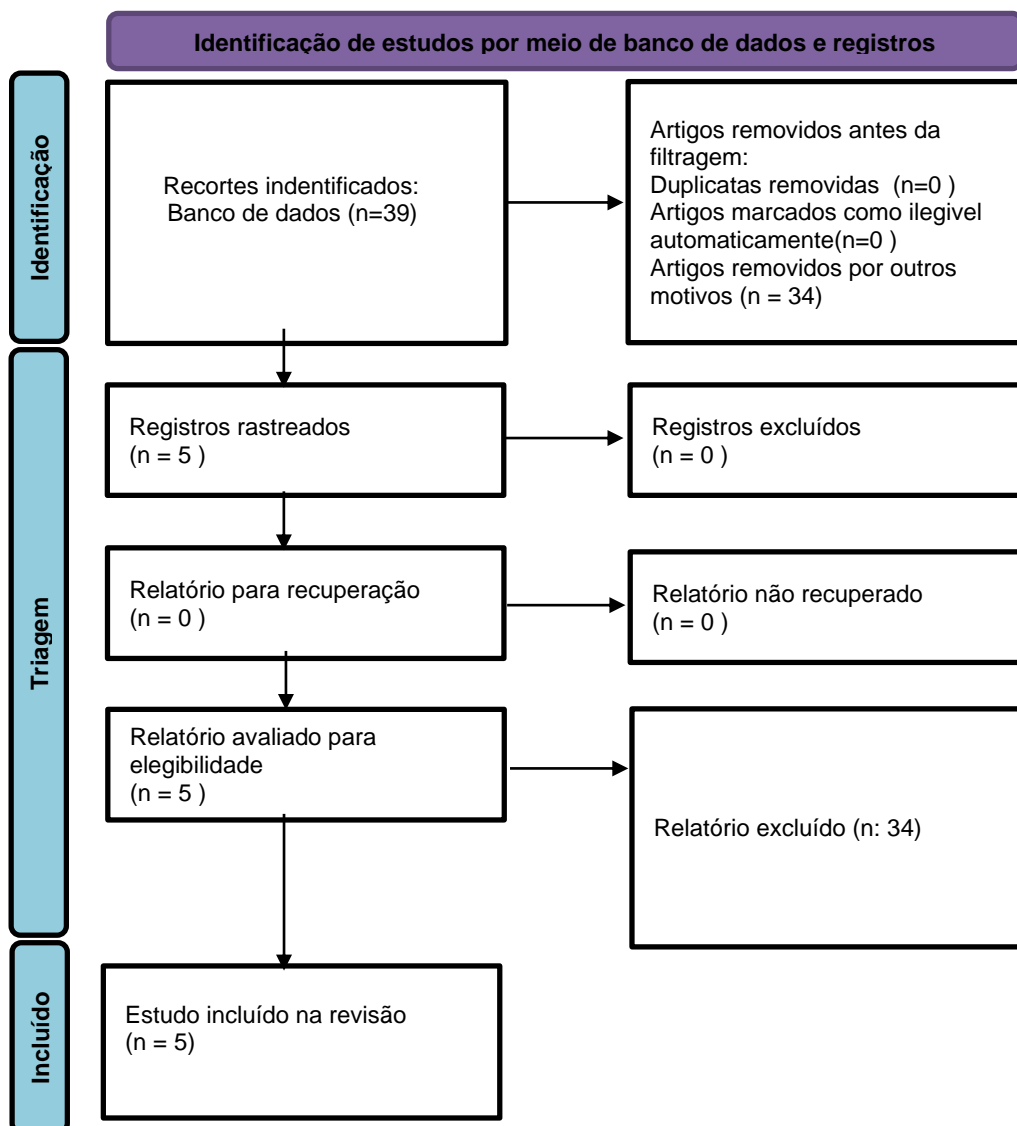 Identificação de estudos por meio de banco de dados e registros
Identificação
Recortes indentificados:
Banco de dados (n=39)
Artigos removidos antes da
filtragem:
Duplicatas removidas (n=0 )
Artigos marcados como ilegivel
automaticamente(n=0 )
Artigos removidos por outros
motivos (n = 34)
Triagem
Registros rastreados
(n = 5 )
Registros excluídos
(n = 0 )
Relatório para recuperação
(n = 0 )
Relatório não recuperado
(n = 0 )
Relatório avaliado para
elegibilidade
(n = 5 )
Relatório excluído (n: 34)
Incluído
Estudo incluído na revisão
(n = 5)